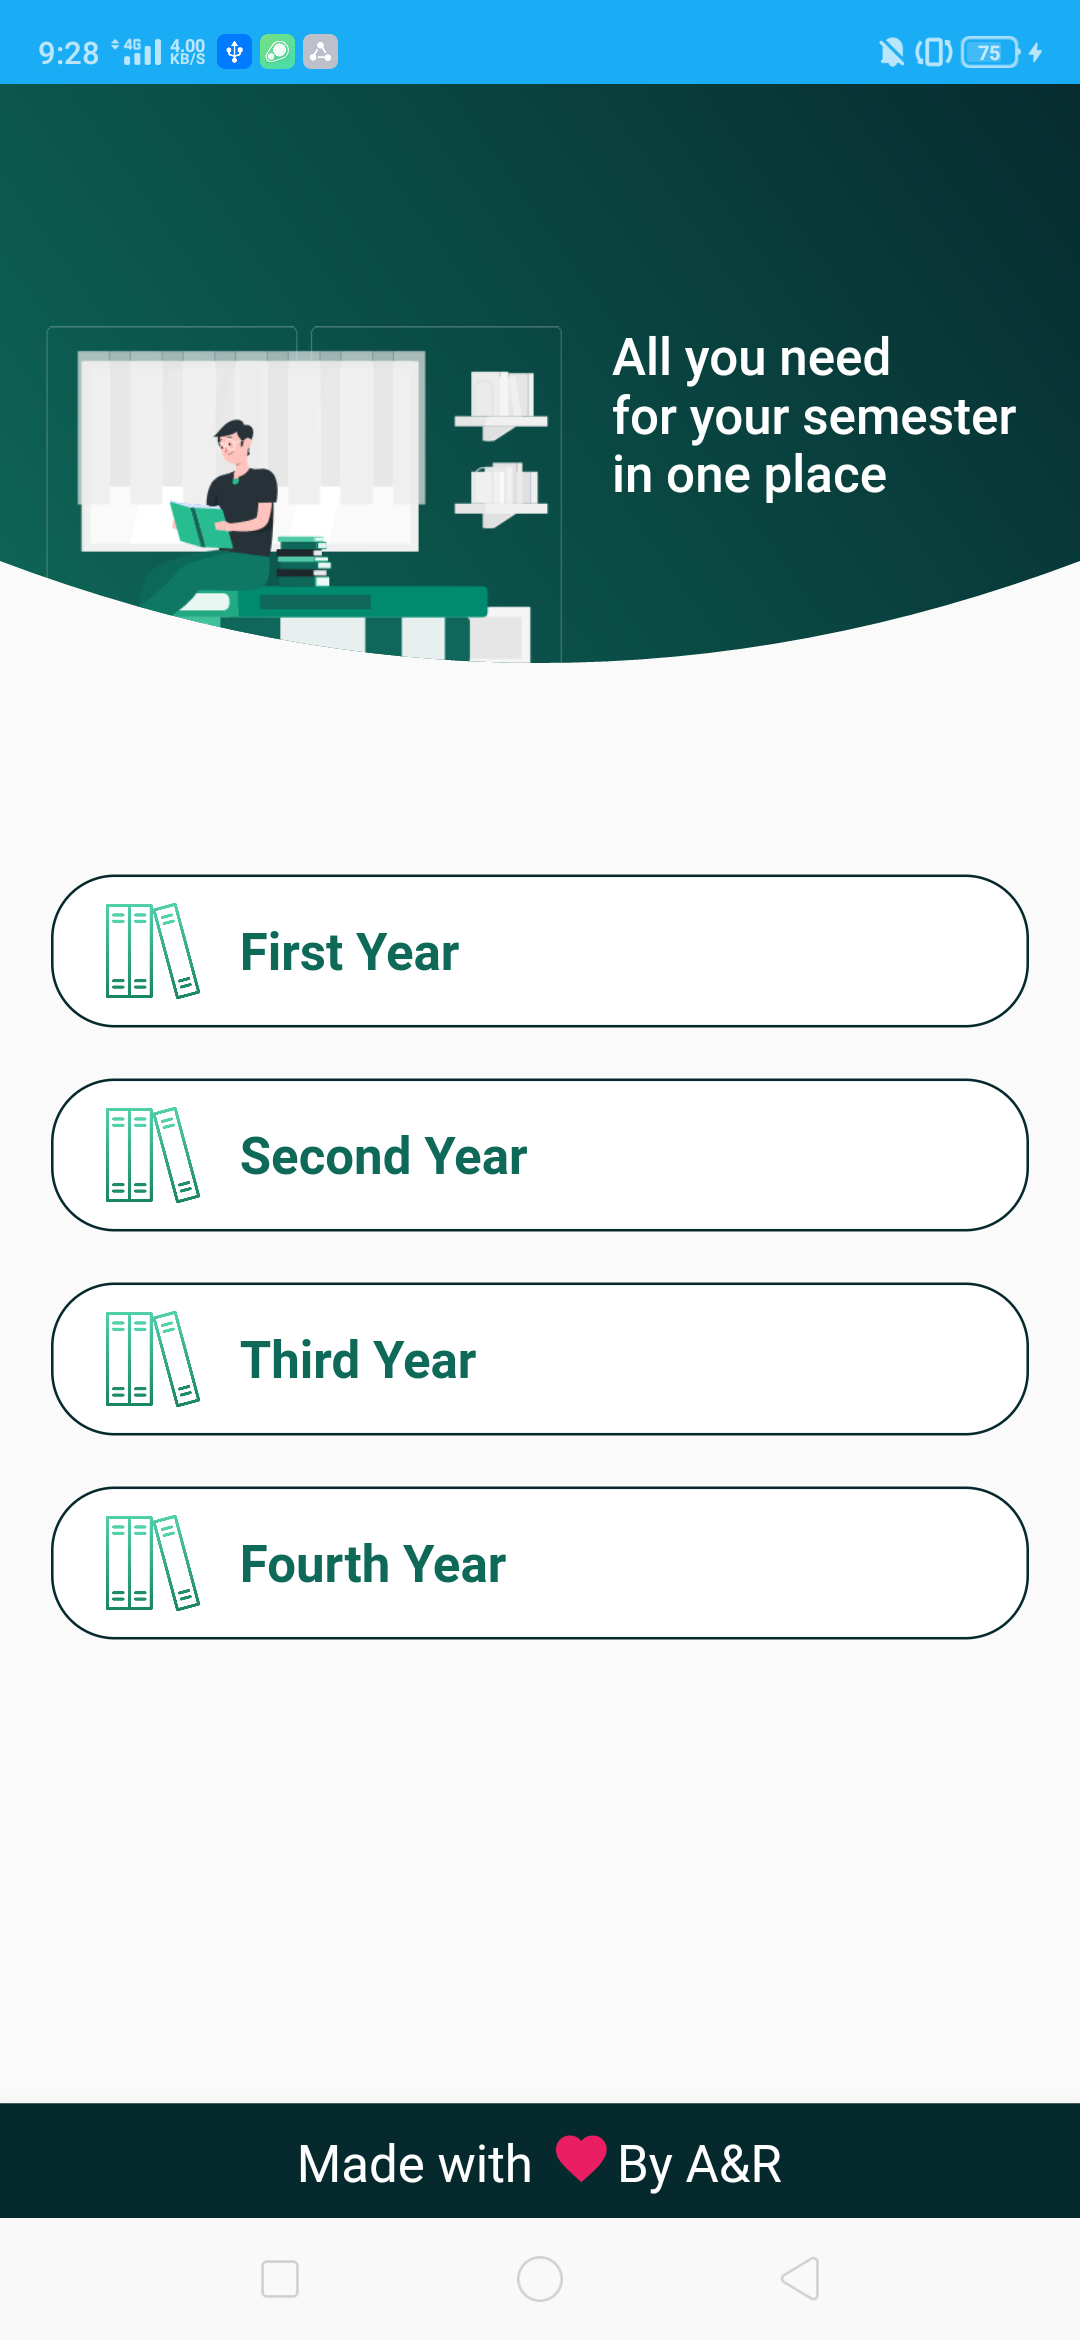 9:28 4G 4.00 KB/S 75
All you need
for your semester
in one place
First Year
Second Year
Third Year
Fourth Year
Made with By A&R